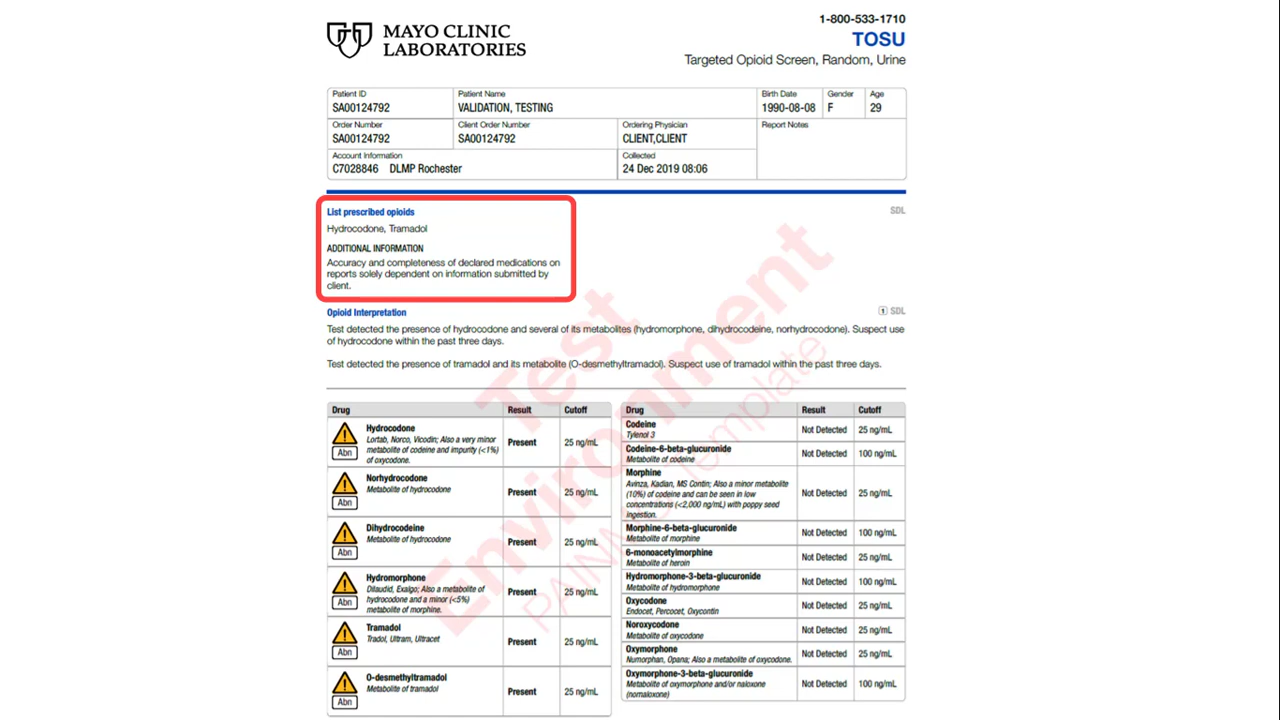 MAYO CLINIC
LABORATORIES
1-800-533-1710
TOSU
Targeted Opioid Screen, Random, Urine
Patient ID
SA00124792
Patient Name
VALIDATION, TESTING
Birth Date
1990-08-08
Gender
F
Age
29
Order Number
SA00124792
Client Order Number
SA00124792
Ordering Physician
CLIENT,CLIENT
Report Notes
Account Information
C7028846 DLMP Rochester
Collected
24 Dec 2019 08:06
List prescribed opioids
SDL
Hydrocodone, Tramadol
ADDITIONAL INFORMATION
Accuracy and completeness of declared medications on
reports solely dependent on information submitted by
client.
Opioid Interpretation
1 SDL
Test detected the presence of hydrocodone and several of its metabolites (hydromorphone, dihydrocodeine, norhydrocodone). Suspect use
of hydrocodone within the past three days.
Test detected the presence of tramadol and its metabolite (O-desmethyltramadol). Suspect use of tramadol within the past three days.
Drug Result Cutoff
Hydrocodone
Lortab, Norco, Vicodin; Also a very minor
metabolite of codeine and impurity (<1%)
of oxycodone.
Abn
Present
25 ng/mL
Norhydrocodone
Metabolite of hydrocodone
Abn
Present
25 ng/mL
Dihydrocodeine
Metabolite of hydrocodone
Abn
Present
25 ng/mL
Hydromorphone
Dilaudid, Exalgo; Also a metabolite of
hydrocodone and a minor (<5%)
metabolite of morphine.
Abn
Present
25 ng/mL
Tramadol
Tradol, Ultram, Ultracet
Abn
Present
25 ng/mL
O-desmethyltramadol
Metabolite of tramadol
Abn
Present
25 ng/mL
Drug Result Cutoff
Codeine
Tylenol 3
Not Detected
25 ng/mL
Codeine-6-beta-glucuronide
Metabolite of codeine
Not Detected
100 ng/mL
Morphine
Avinza, Kadian, MS Contin; Also a minor metabolite
(10%) of codeine and can be seen in low
concentrations (<2,000 ng/mL) with poppy seed
ingestion.
Not Detected
25 ng/mL
Morphine-6-beta-glucuronide
Metabolite of morphine
Not Detected
100 ng/mL
6-monoacetylmorphine
Metabolite of heroin
Not Detected
25 ng/mL
Hydromorphone-3-beta-glucuronide
Metabolite of hydromorphone
Not Detected
100 ng/mL
Oxycodone
Endocet, Percocet, Oxycontin
Not Detected
25 ng/mL
Noroxycodone
Metabolite of oxycodone
Not Detected
25 ng/mL
Oxymorphone
Numorphan, Opana; Also a metabolite of oxycodone.
Not Detected
25 ng/mL
Oxymorphone-3-beta-glucuronide
Metabolite of oxymorphone and/or naloxone
(nomaloxone)
Not Detected
100 ng/mL
Test
Environment
Template